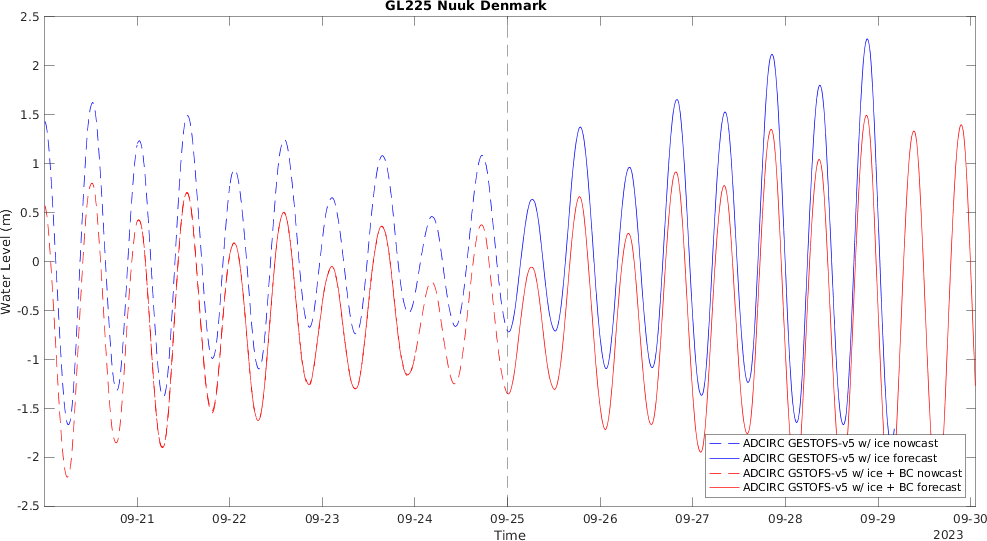 GL225 Nuuk Denmark
Water Level (m)
2.5
2
1.5
1
0.5
0
-0.5
-1
-1.5
-2
-2.5
ADCIRC GESTOFS-v5 w/ ice nowcast
ADCIRC GESTOFS-v5 w/ ice forecast
ADCIRC GSTOFS-v5 w/ ice + BC nowcast
ADCIRC GSTOFS-v5 w/ ice + BC forecast
09-21 09-22 09-23 09-24 09-25 09-26 09-27 09-28 09-29 09-30
Time
2023